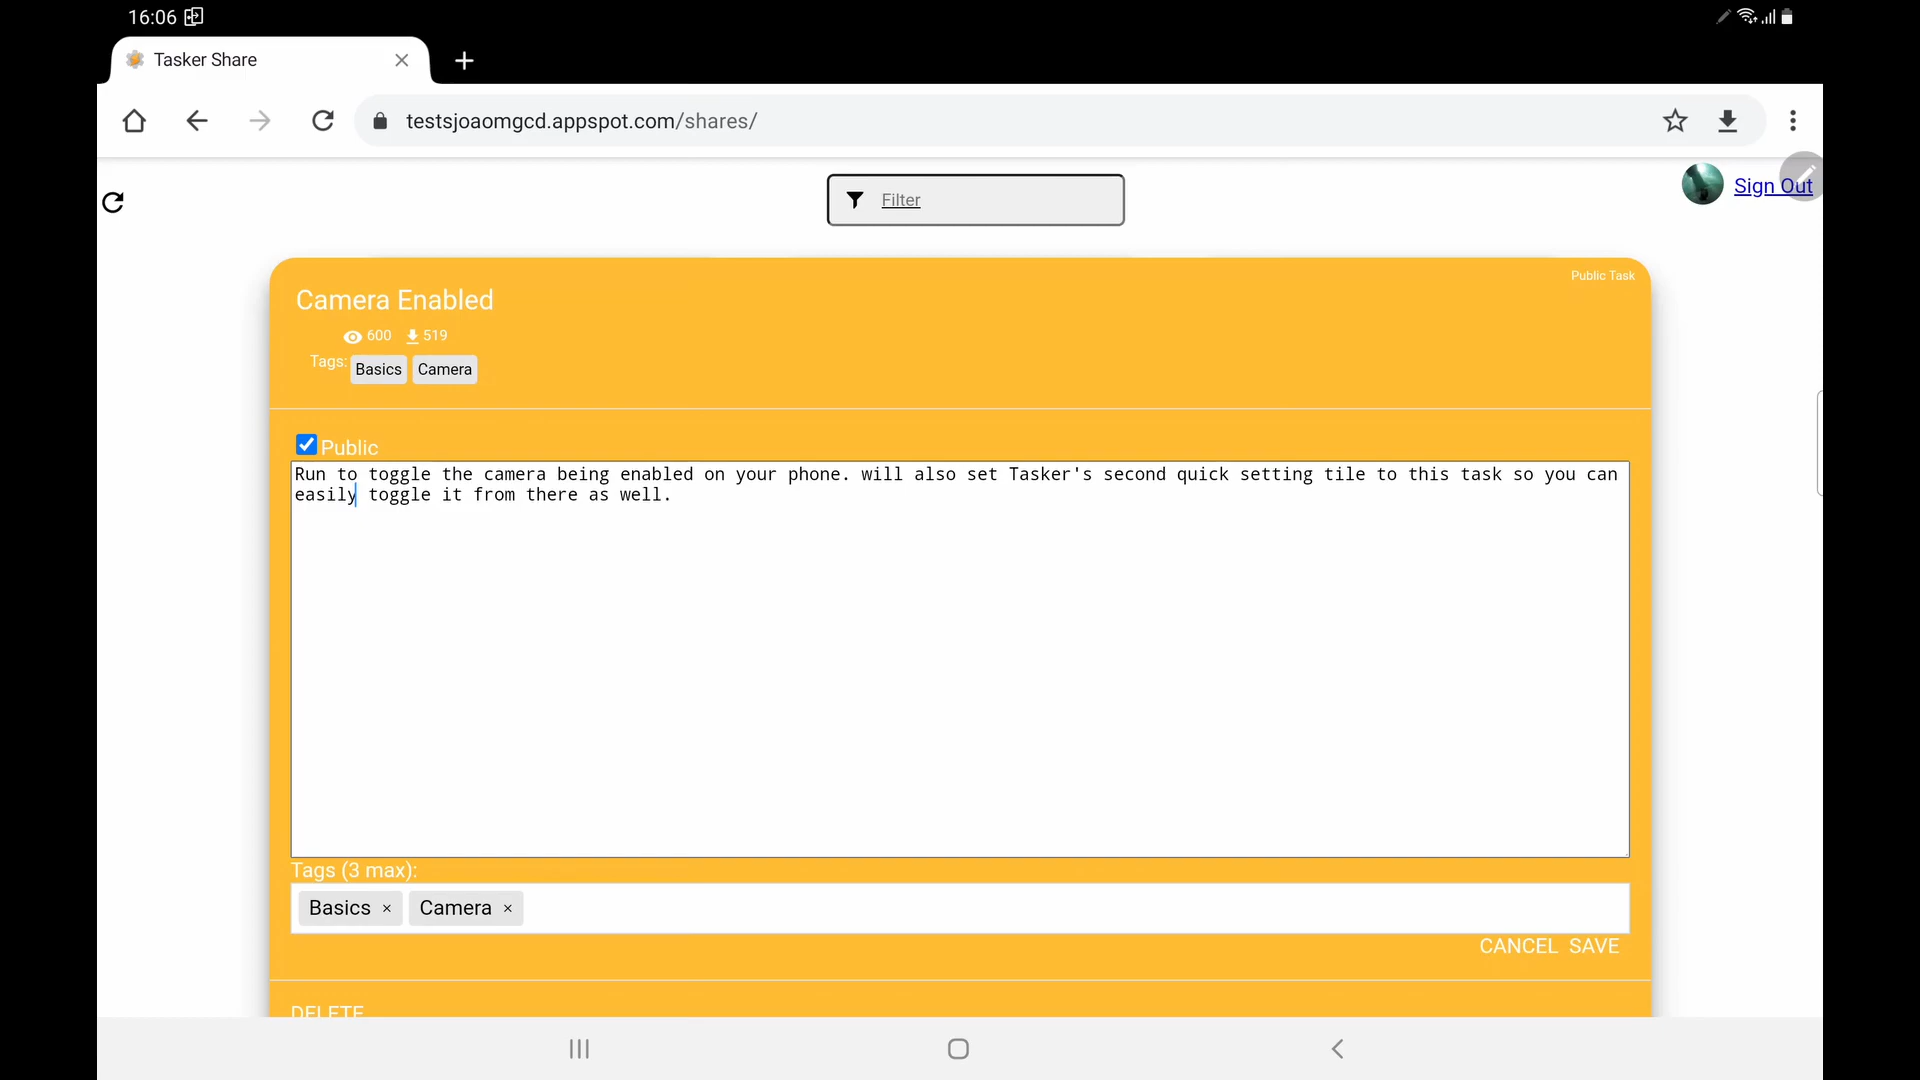 16:06
Tasker Share
testsjoaomgcd.appspot.com/shares/
Filter
Sign Out
Public Task
Camera Enabled
600 519
Tags: Basics Camera
Public
Run to toggle the camera being enabled on your phone. will also set Tasker's second quick setting tile to this task so you can
easily toggle it from there as well.
Tags (3 max):
Basics × Camera ×
CANCEL SAVE
DELETE